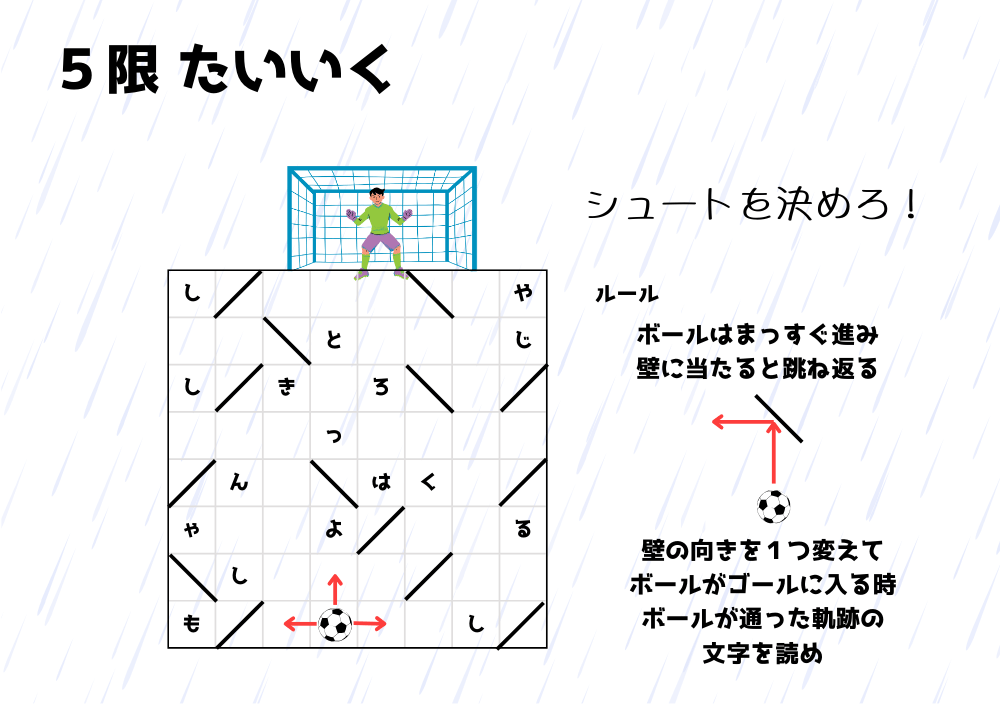 5限 たいいく
シュートを決めろ！
し や
と じ
し き ろ
つ
ん は く
ゃ よ る
し
も し
ルール
ボールはまっすぐ進み
壁に当たると跳ね返る
壁の向きを1つ変えて
ボールがゴールに入る時
ボールが通った軌跡の
文字を読め